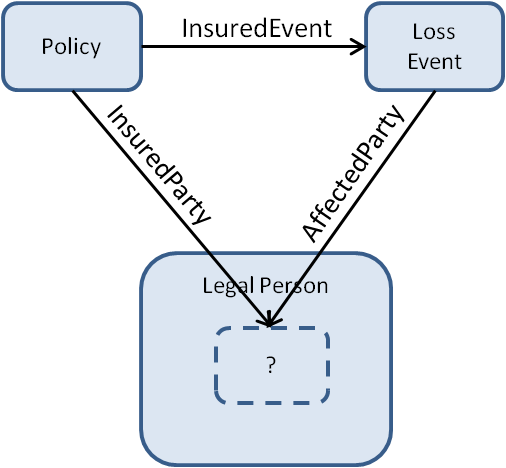 Policy
InsuredEvent
Loss
Event
InsuredParty
AffectedParty
Legal Person
?